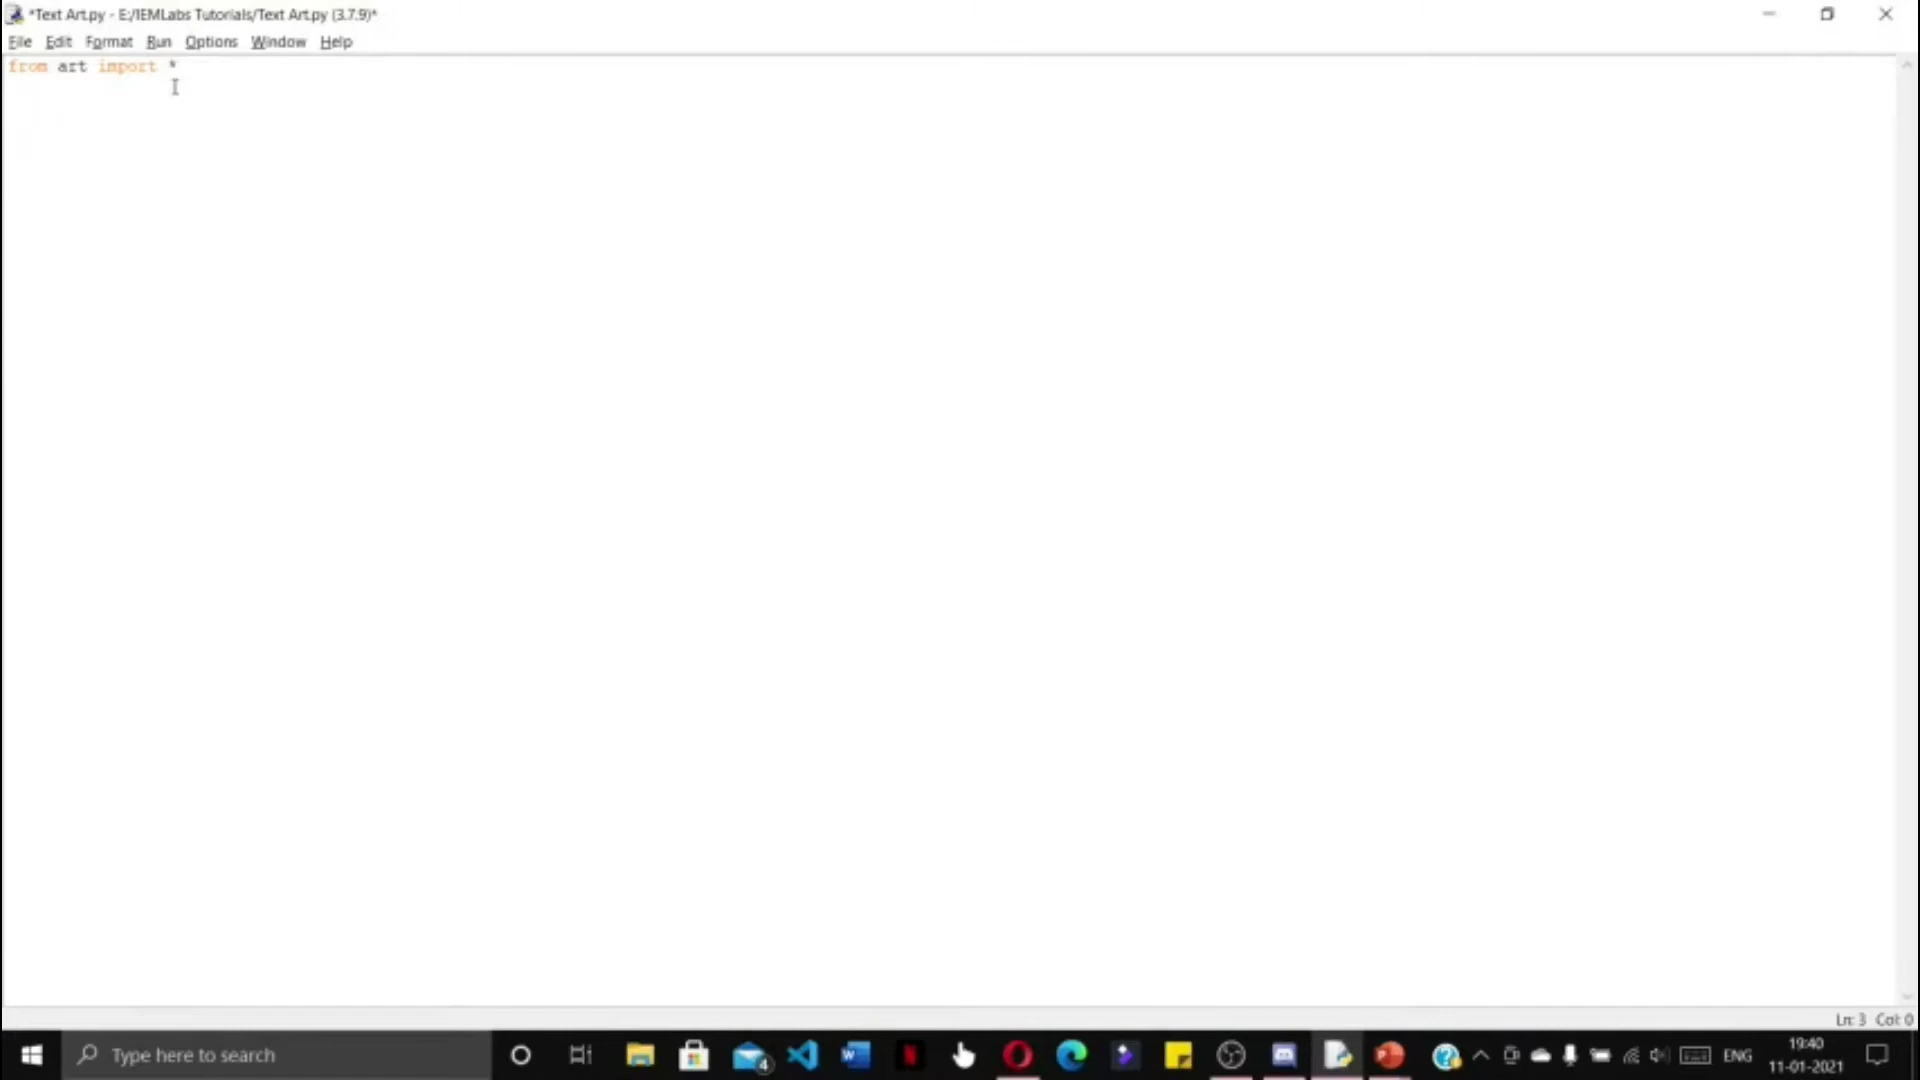 *Text Art.py - E:/IEMLabs Tutorials/Text Art.py (3.7.9)*
File Edit Format Run Options Window Help
from art import *
Ln: 3 Col: 0
Type here to search
4
ENG
19:40
11-01-2021